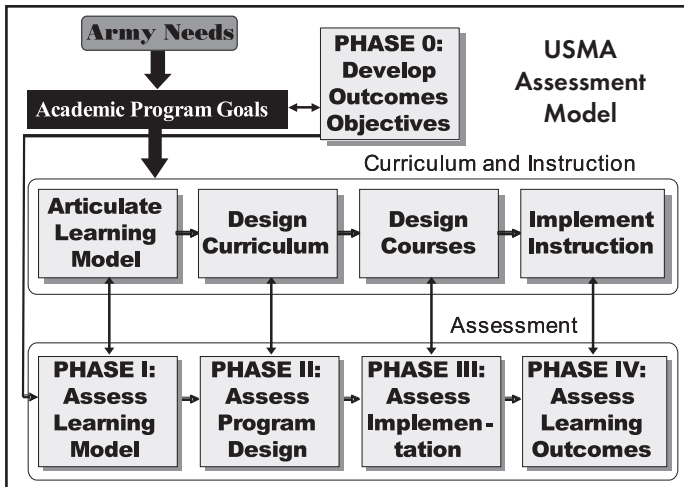 Army Needs
PHASE 0:
Develop
Outcomes
Objectives
USMA
Assessment
Model
Academic Program Goals
Curriculum and Instruction
Articulate
Learning
Model
Design
Curriculum
Design
Courses
Implement
Instruction
Assessment
PHASE I:
Assess
Learning
Model
PHASE II:
Assess
Program
Design
PHASE III:
Assess
Implemen-
tation
PHASE IV:
Assess
Learning
Outcomes